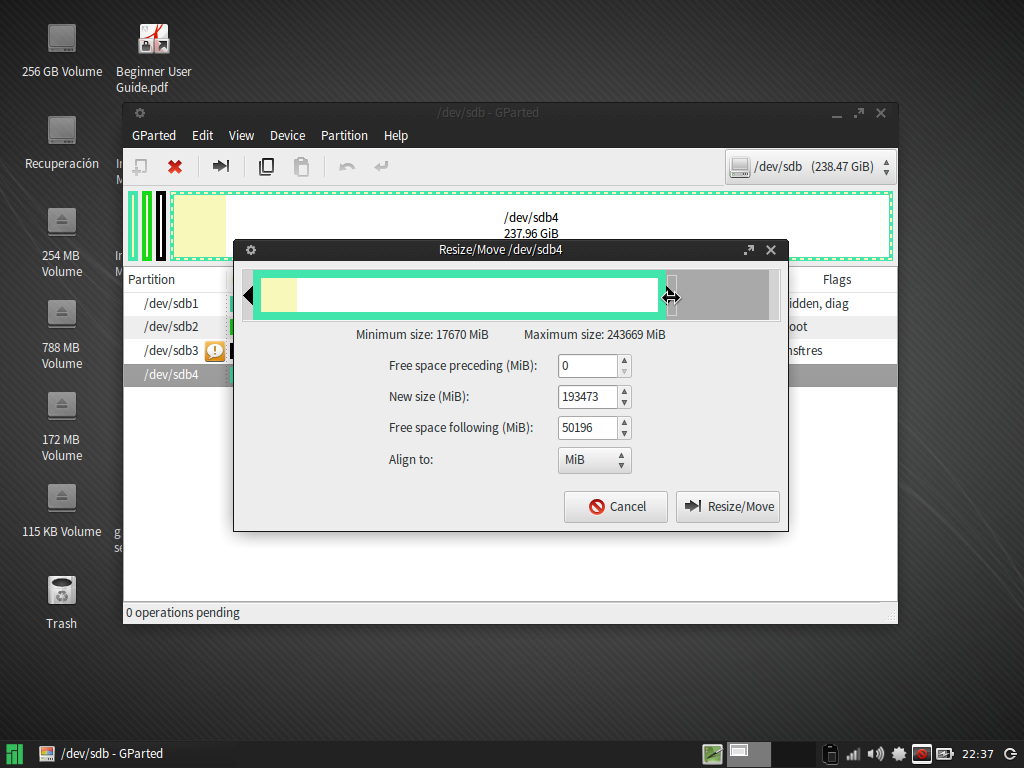 256 GB Volume
Beginner User
Guide.pdf
Recuperación
254 MB
Volume
788 MB
Volume
172 MB
Volume
115 KB Volume
Trash
/dev/sdb - GParted
GParted Edit View Device Partition Help
/dev/sdb (238.47 GiB)
/dev/sdb4
237.96 GiB
Partition
Flags
/dev/sdb1
/dev/sdb2
/dev/sdb3
/dev/sdb4
Resize/Move /dev/sdb4
Minimum size: 17670 MiB Maximum size: 243669 MiB
Free space preceding (MiB): 0
New size (MiB): 193473
Free space following (MiB): 50196
Align to: MiB
Cancel Resize/Move
idden, diag
oot
nsftres
0 operations pending
/dev/sdb - GParted
22:37